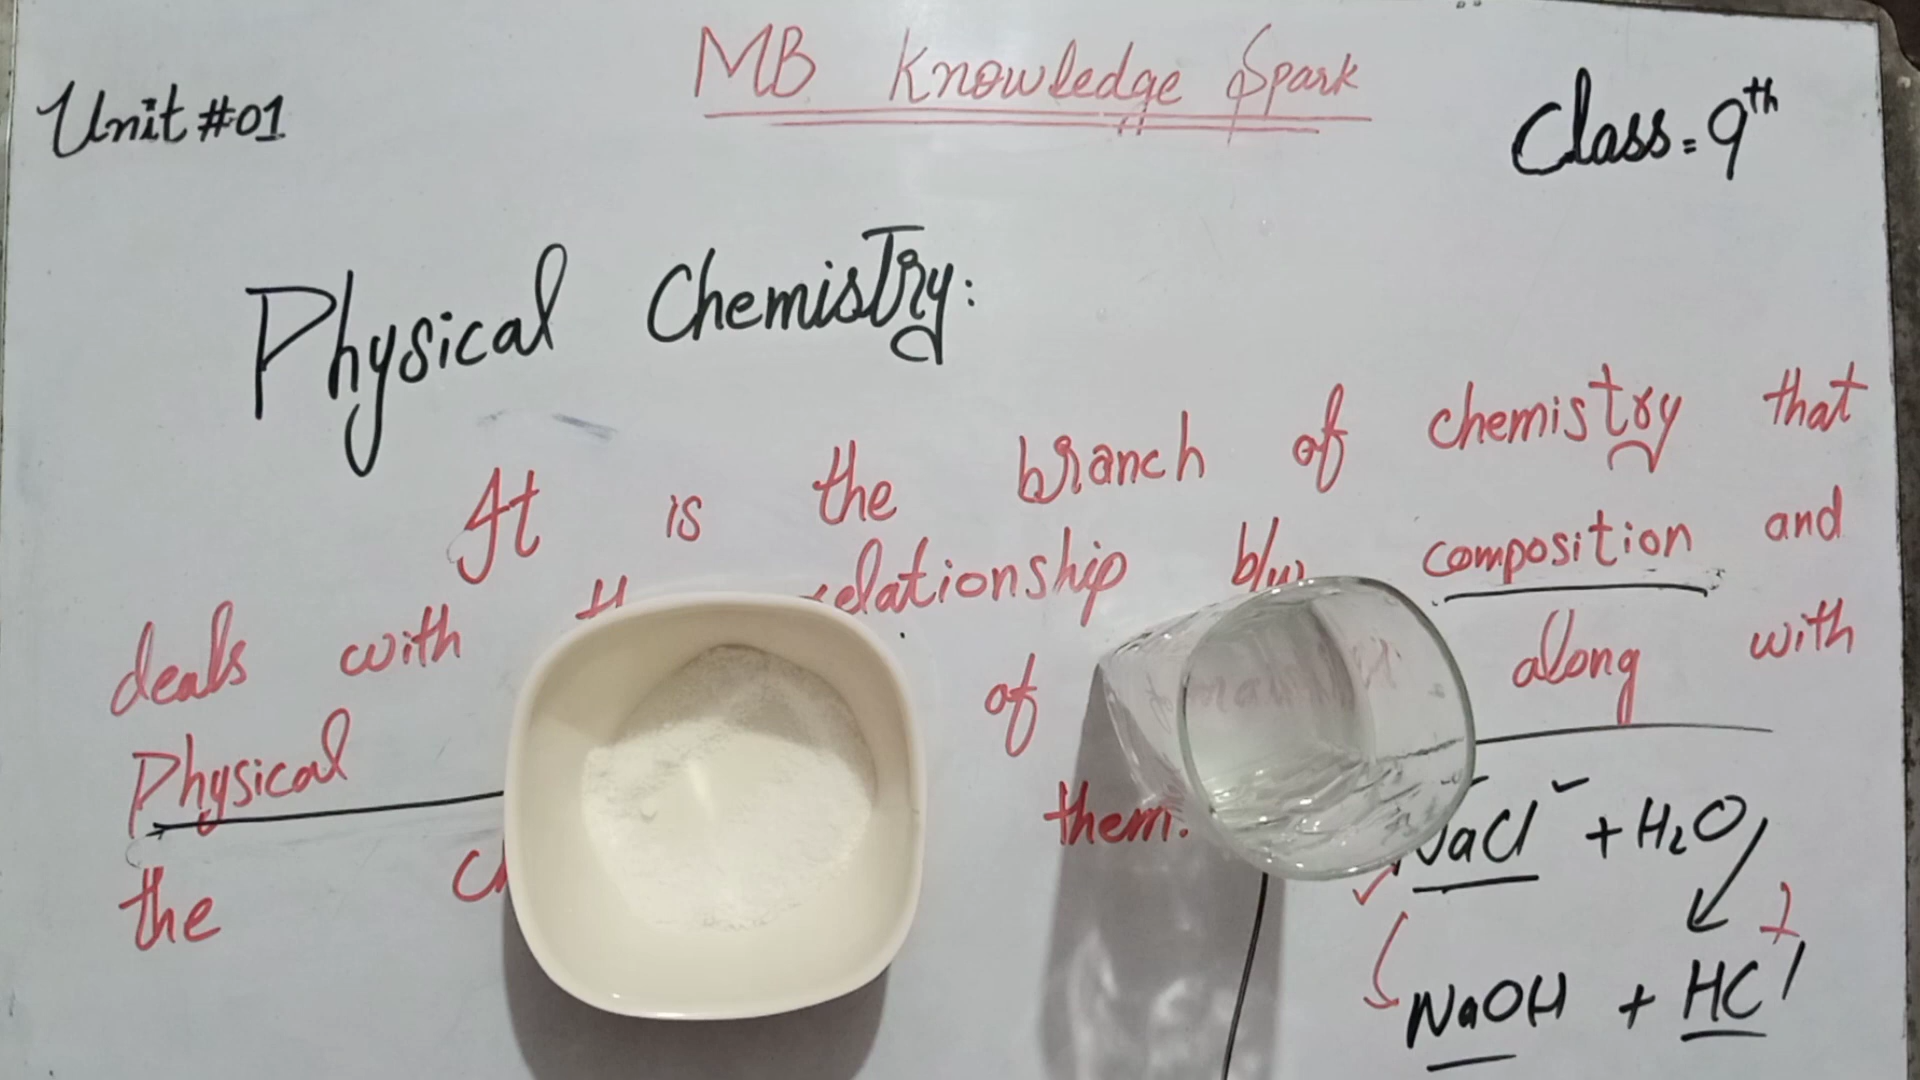 MB Knowledge Spark
Unit #01
Class = 9th
Physical Chemistry:
It is the branch of chemistry that
deals with relationship b/w composition and
Physical of along with
the them.
NaCl + H2O
NaOH + HCl